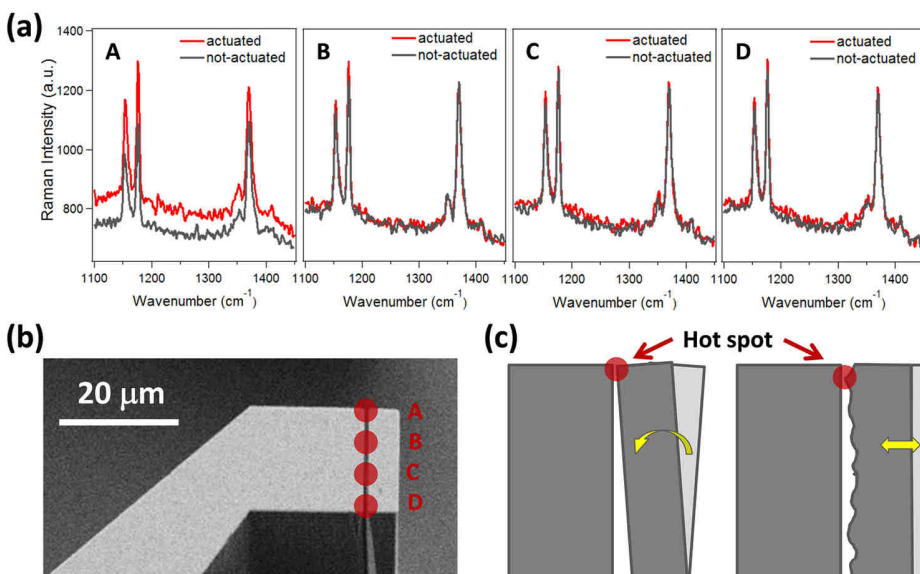 (a)
1400
1200
1000
800
Raman Intensity (a.u.)
A
actuated
not-actuated
1100 1200 1300 1400
Wavenumber (cm⁻¹)
B
actuated
not-actuated
1100 1200 1300 1400
Wavenumber (cm⁻¹)
C
actuated
not-actuated
1100 1200 1300 1400
Wavenumber (cm⁻¹)
D
actuated
not-actuated
1100 1200 1300 1400
Wavenumber (cm⁻¹)
(b)
20 μm
A
B
C
D
(c)
Hot spot